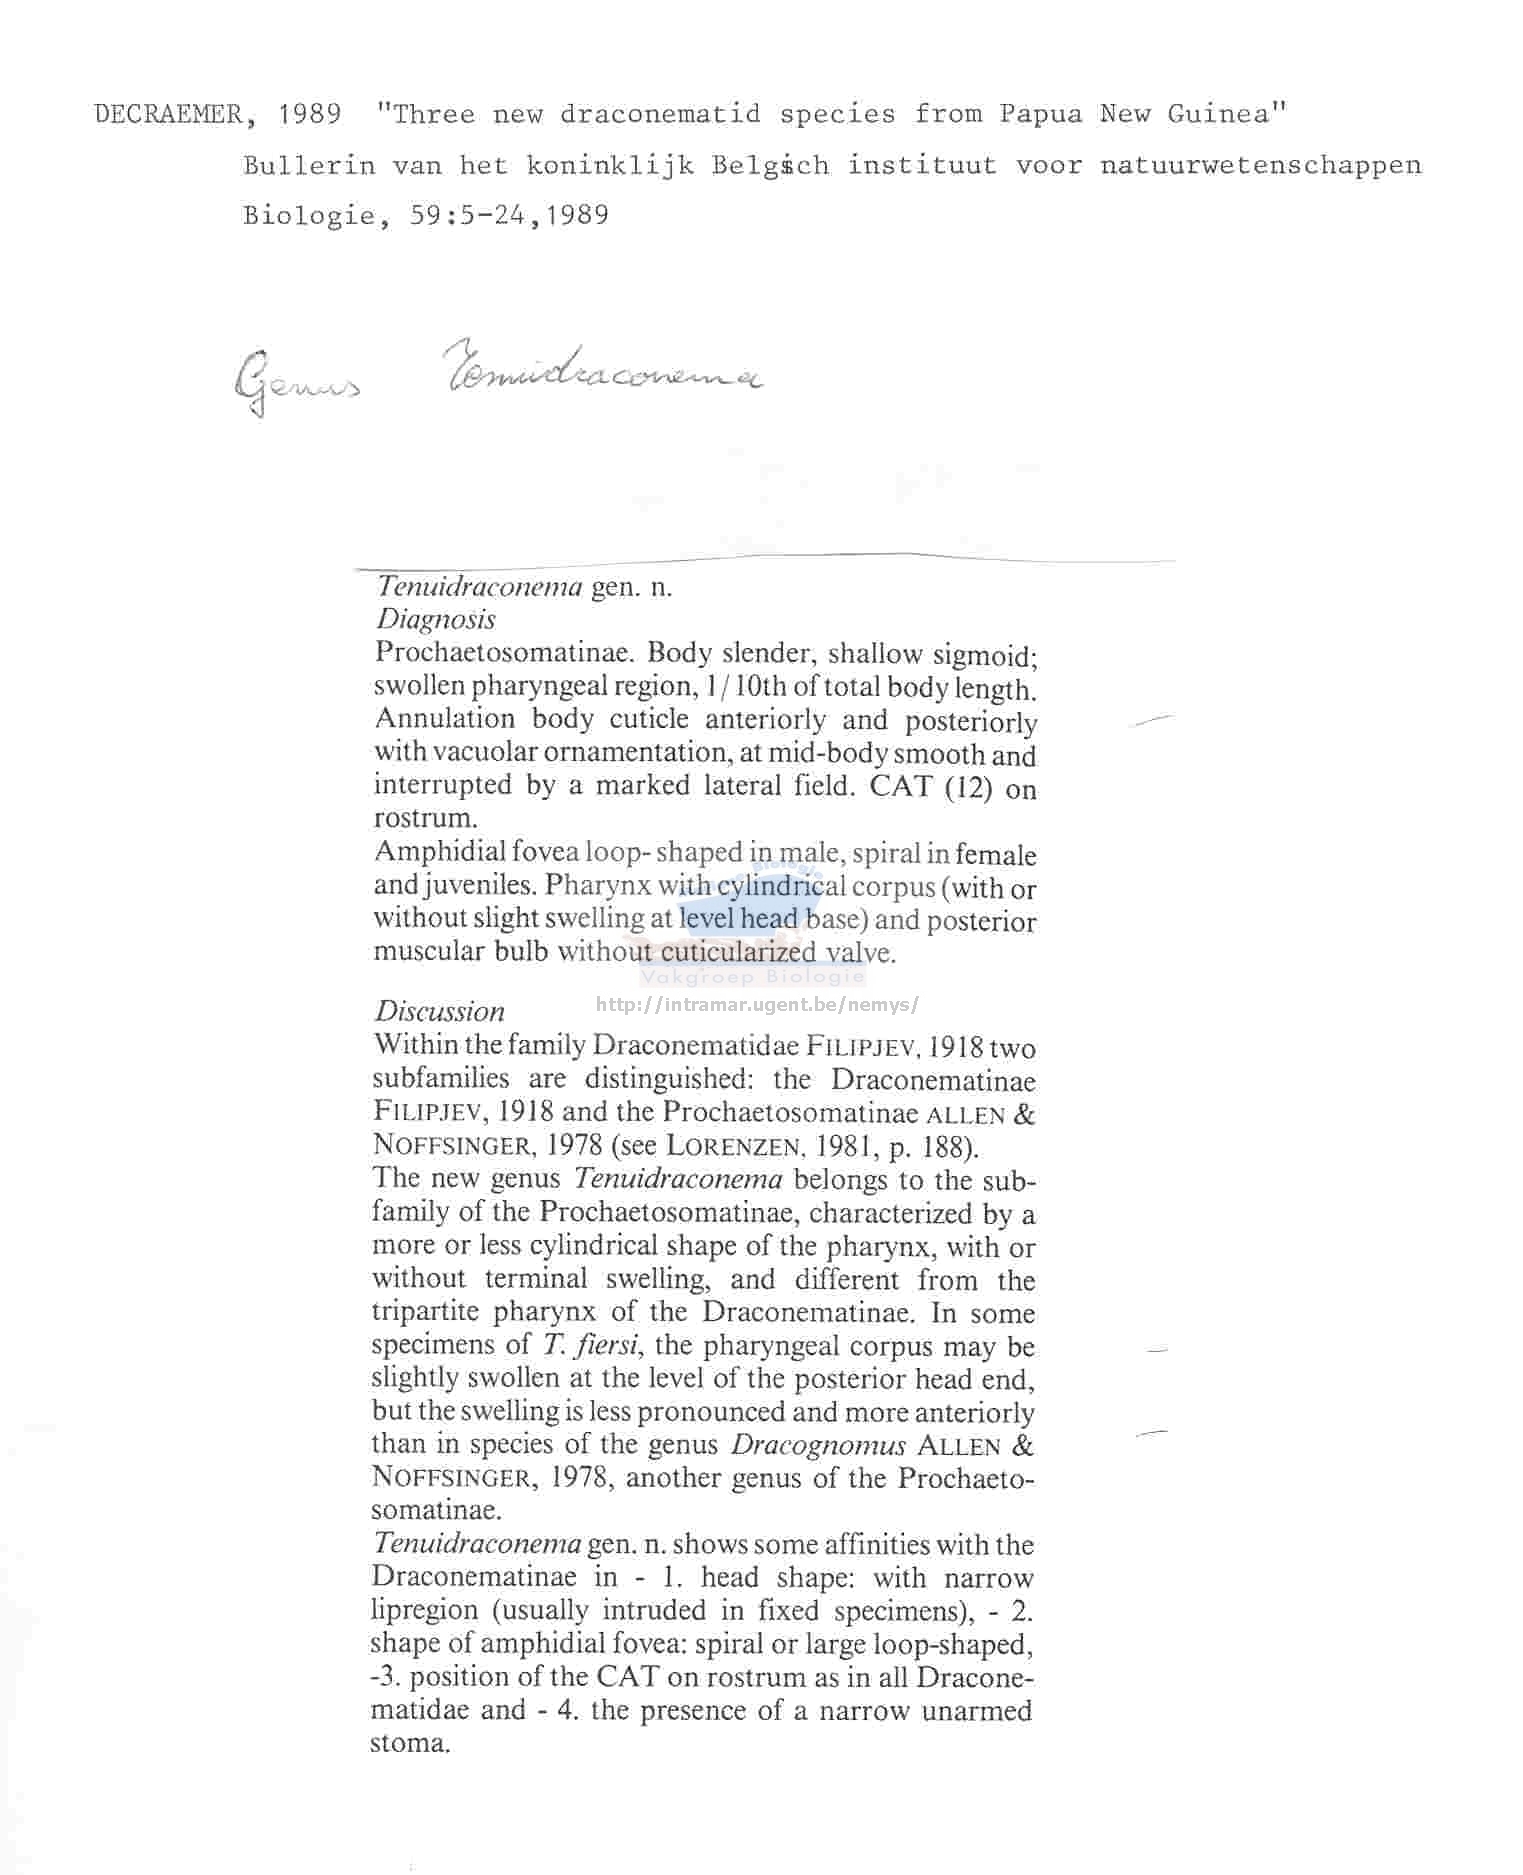 DECRAEMER, 1989 "Three new draconematid species from Papua New Guinea"
Bullerin van het koninklijk Belgisch instituut voor natuurwetenschappen
Biologie, 59:5-24,1989
Genus Tenuidraconema
Tenuidraconema gen. n.
Diagnosis
Prochaetosomatinae. Body slender, shallow sigmoid;
swollen pharyngeal region, 1/10th of total body length.
Annulation body cuticle anteriorly and posteriorly
with vacuolar ornamentation, at mid-body smooth and
interrupted by a marked lateral field. CAT (12) on
rostrum.
Amphidial fovea loop- shaped in male, spiral in female
and juveniles. Pharynx with cylindrical corpus (with or
without slight swelling at level head base) and posterior
muscular bulb without cuticularized valve.
Vakgroep Biologie
http://intramar.ugent.be/nemys/
Discussion
Within the family Draconematidae FILIPJEV, 1918 two
subfamilies are distinguished: the Draconematinae
FILIPJEV, 1918 and the Prochaetosomatinae ALLEN &
NOFFSINGER, 1978 (see LORENZEN, 1981, p. 188).
The new genus Tenuidraconema belongs to the sub-
family of the Prochaetosomatinae, characterized by a
more or less cylindrical shape of the pharynx, with or
without terminal swelling, and different from the
tripartite pharynx of the Draconematinae. In some
specimens of T. fiersi, the pharyngeal corpus may be
slightly swollen at the level of the posterior head end,
but the swelling is less pronounced and more anteriorly
than in species of the genus Dracognomus ALLEN &
NOFFSINGER, 1978, another genus of the Prochaeto-
somatinae.
Tenuidraconema gen. n. shows some affinities with the
Draconematinae in - 1. head shape: with narrow
lipregion (usually intruded in fixed specimens), - 2.
shape of amphidial fovea: spiral or large loop-shaped,
-3. position of the CAT on rostrum as in all Dracone-
matidae and - 4. the presence of a narrow unarmed
stoma.